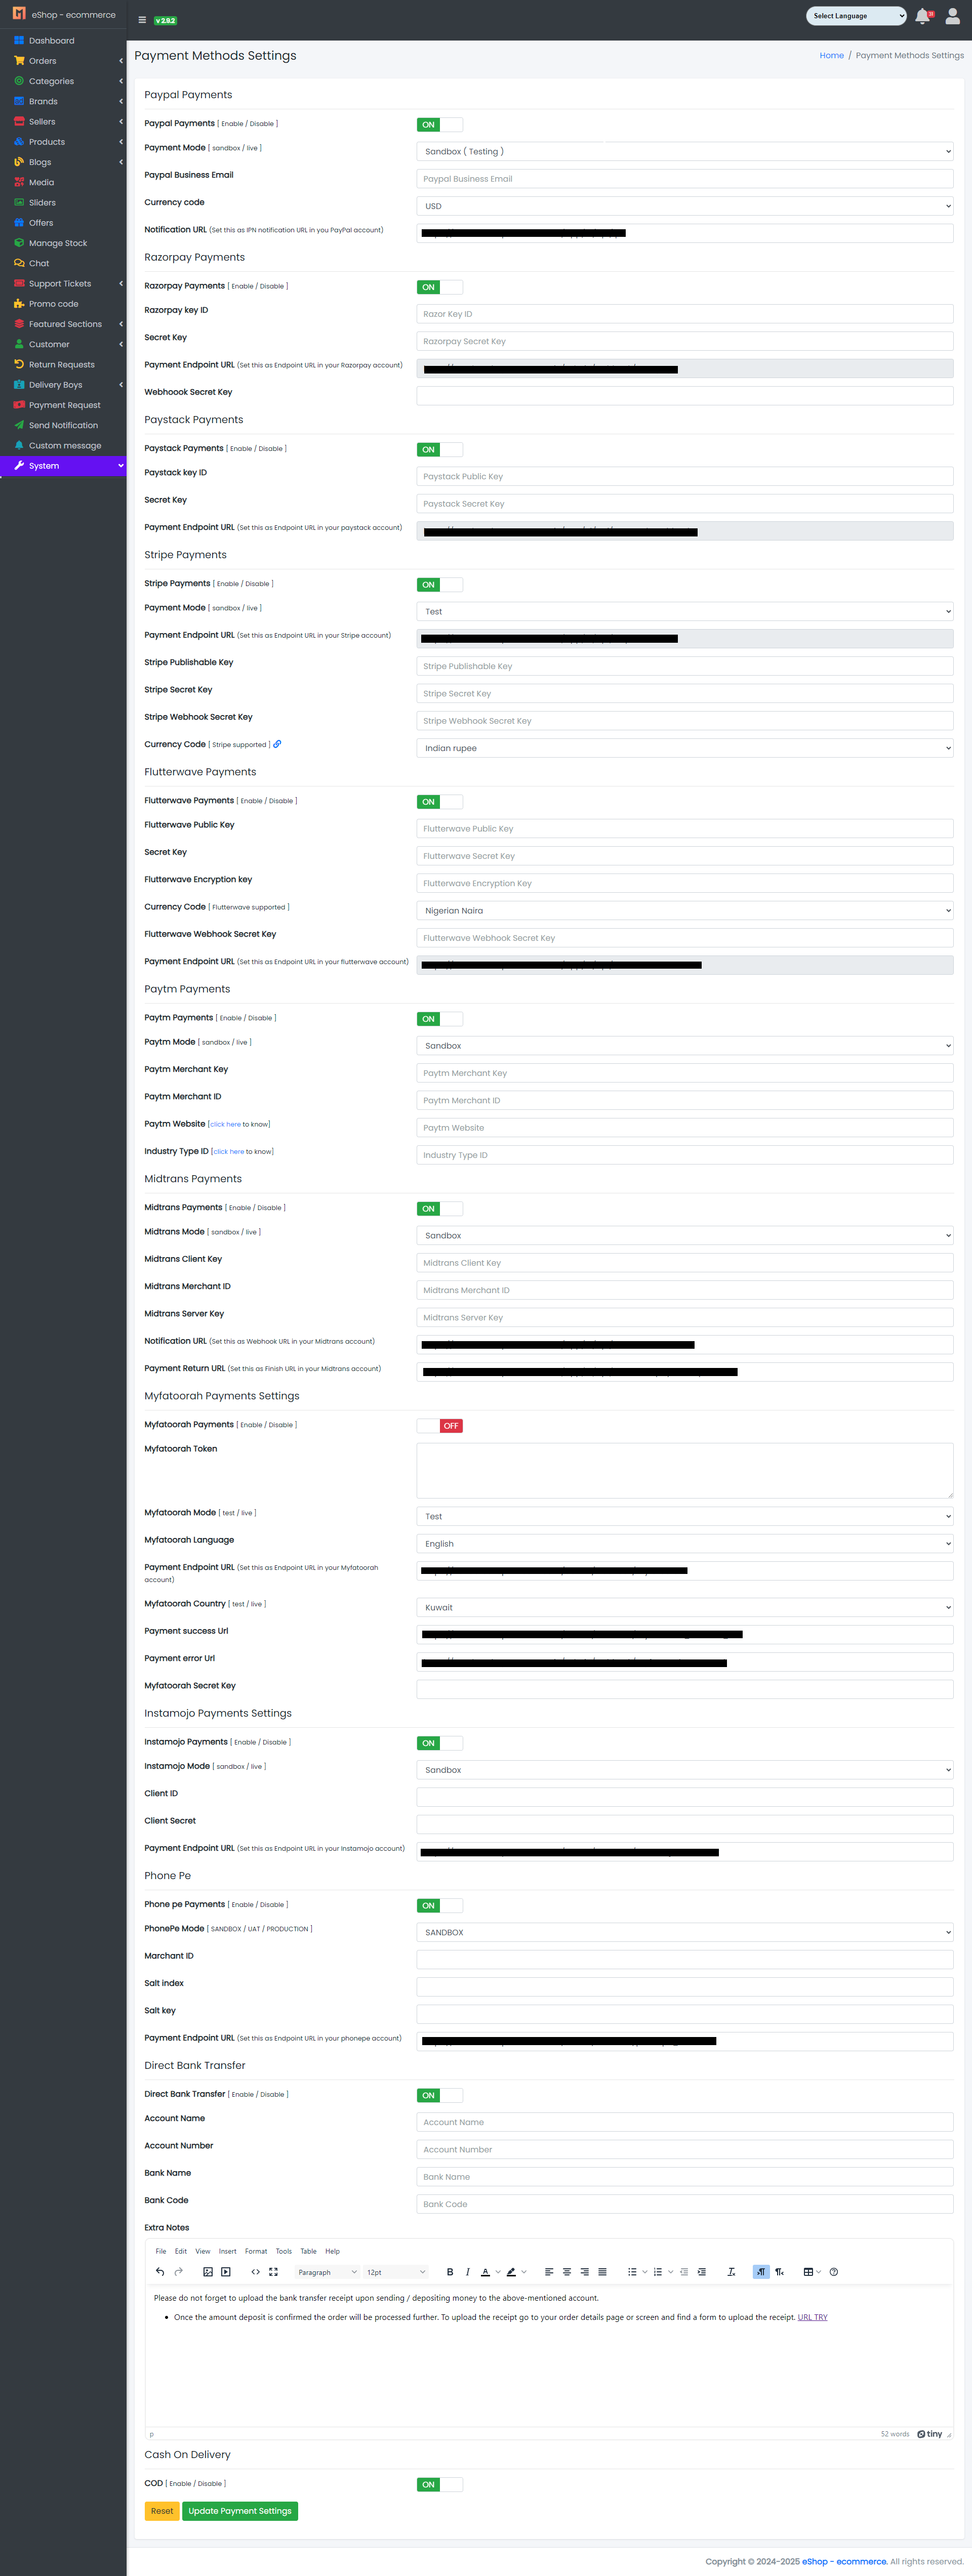 eShop - ecommerce
v 2.9.2
Select Language
Dashboard
Orders
Categories
Brands
Sellers
Products
Blogs
Media
Sliders
Offers
Manage Stock
Chat
Support Tickets
Promo code
Featured Sections
Customer
Return Requests
Delivery Boys
Payment Request
Send Notification
Custom message
System
Payment Methods Settings
Home / Payment Methods Settings
Paypal Payments
Paypal Payments [ Enable / Disable ] ON
Payment Mode [ sandbox / live ] Sandbox ( Testing )
Paypal Business Email Paypal Business Email
Currency code USD
Notification URL (Set this as IPN notification URL in you PayPal account)
Razorpay Payments
Razorpay Payments [ Enable / Disable ] ON
Razorpay key ID Razor Key ID
Secret Key Razorpay Secret Key
Payment Endpoint URL (Set this as Endpoint URL in your Razorpay account)
Webhoook Secret Key
Paystack Payments
Paystack Payments [ Enable / Disable ] ON
Paystack key ID Paystack Public Key
Secret Key Paystack Secret Key
Payment Endpoint URL (Set this as Endpoint URL in your paystack account)
Stripe Payments
Stripe Payments [ Enable / Disable ] ON
Payment Mode [ sandbox / live ] Test
Payment Endpoint URL (Set this as Endpoint URL in your Stripe account)
Stripe Publishable Key Stripe Publishable Key
Stripe Secret Key Stripe Secret Key
Stripe Webhook Secret Key Stripe Webhook Secret Key
Currency Code [ Stripe supported ] Indian rupee
Flutterwave Payments
Flutterwave Payments [ Enable / Disable ] ON
Flutterwave Public Key Flutterwave Public Key
Secret Key Flutterwave Secret Key
Flutterwave Encryption key Flutterwave Encryption Key
Currency Code [ Flutterwave supported ] Nigerian Naira
Flutterwave Webhook Secret Key Flutterwave Webhook Secret Key
Payment Endpoint URL (Set this as Endpoint URL in your flutterwave account)
Paytm Payments
Paytm Payments [ Enable / Disable ] ON
Paytm Mode [ sandbox / live ] Sandbox
Paytm Merchant Key Paytm Merchant Key
Paytm Merchant ID Paytm Merchant ID
Paytm Website [click here to know] Paytm Website
Industry Type ID [click here to know] Industry Type ID
Midtrans Payments
Midtrans Payments [ Enable / Disable ] ON
Midtrans Mode [ sandbox / live ] Sandbox
Midtrans Client Key Midtrans Client Key
Midtrans Merchant ID Midtrans Merchant ID
Midtrans Server Key Midtrans Server Key
Notification URL (Set this as Webhook URL in your Midtrans account)
Payment Return URL (Set this as Finish URL in your Midtrans account)
Myfatoorah Payments Settings
Myfatoorah Payments [ Enable / Disable ] OFF
Myfatoorah Token
Myfatoorah Mode [ test / live ] Test
Myfatoorah Language English
Payment Endpoint URL (Set this as Endpoint URL in your Myfatoorah
account)
Myfatoorah Country [ test / live ] Kuwait
Payment success Url
Payment error Url
Myfatoorah Secret Key
Instamojo Payments Settings
Instamojo Payments [ Enable / Disable ] ON
Instamojo Mode [ sandbox / live ] Sandbox
Client ID
Client Secret
Payment Endpoint URL (Set this as Endpoint URL in your Instamojo account)
Phone Pe
Phone pe Payments [ Enable / Disable ] ON
PhonePe Mode [ SANDBOX / UAT / PRODUCTION ] SANDBOX
Marchant ID
Salt index
Salt key
Payment Endpoint URL (Set this as Endpoint URL in your phonepe account)
Direct Bank Transfer
Direct Bank Transfer [ Enable / Disable ] ON
Account Name Account Name
Account Number Account Number
Bank Name Bank Name
Bank Code Bank Code
Extra Notes
File Edit View Insert Format Tools Table Help
Paragraph 12pt
Please do not forget to upload the bank transfer receipt upon sending / depositing money to the above-mentioned account.
• Once the amount deposit is confirmed the order will be processed further. To upload the receipt go to your order details page or screen and find a form to upload the receipt. URL TRY
p 52 words tiny
Cash On Delivery
COD [ Enable / Disable ] ON
Reset Update Payment Settings
Copyright © 2024-2025 eShop - ecommerce. All rights reserved.